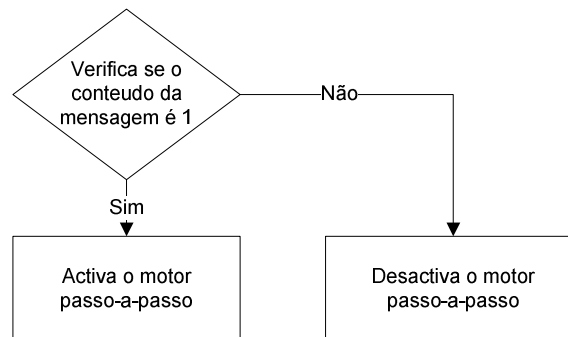 Verifica se o
conteudo da
mensagem é 1
Não
Sim
Activa o motor
passo-a-passo
Desactiva o motor
passo-a-passo